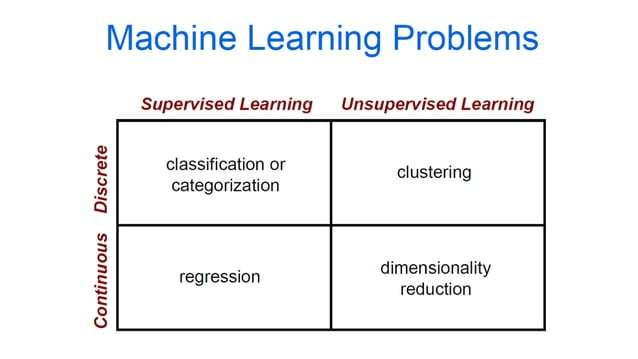 Machine Learning Problems
Supervised Learning
Unsupervised Learning
Discrete
classification or
categorization
clustering
Continuous
regression
dimensionality
reduction